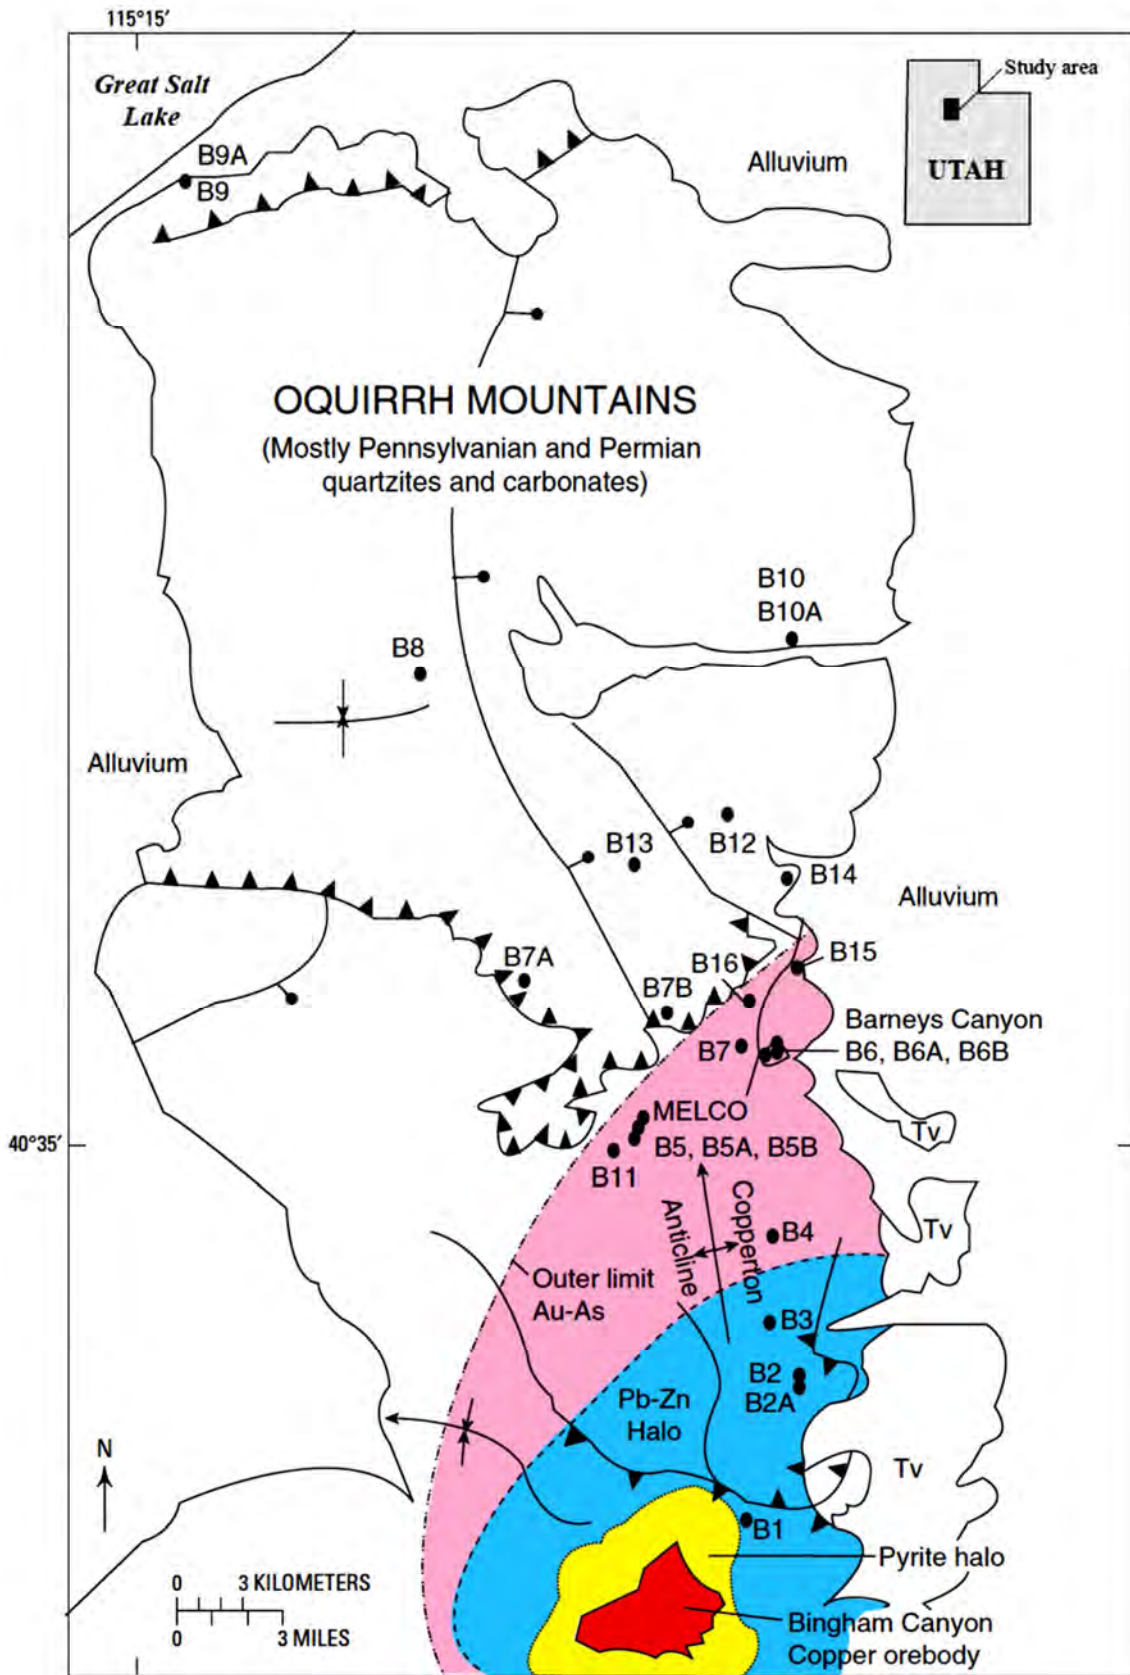 115°15′
Great Salt
Lake
Study area
UTAH
Alluvium
B9A
B9
OQUIRRH MOUNTAINS
(Mostly Pennsylvanian and Permian
quartzites and carbonates)
B10
B10A
B8
Alluvium
B13
B12
B14
Alluvium
B7A
B16
B15
B7B
Barneys Canyon
B6, B6A, B6B
B7
MELCO
B5, B5A, B5B
B11
40°35′
Tv
Copperton
Anticline
B4
Tv
Outer limit
Au-As
B3
B2
B2A
Pb-Zn
Halo
N
Tv
B1
Pyrite halo
0 3 KILOMETERS
0 3 MILES
Bingham Canyon
Copper orebody